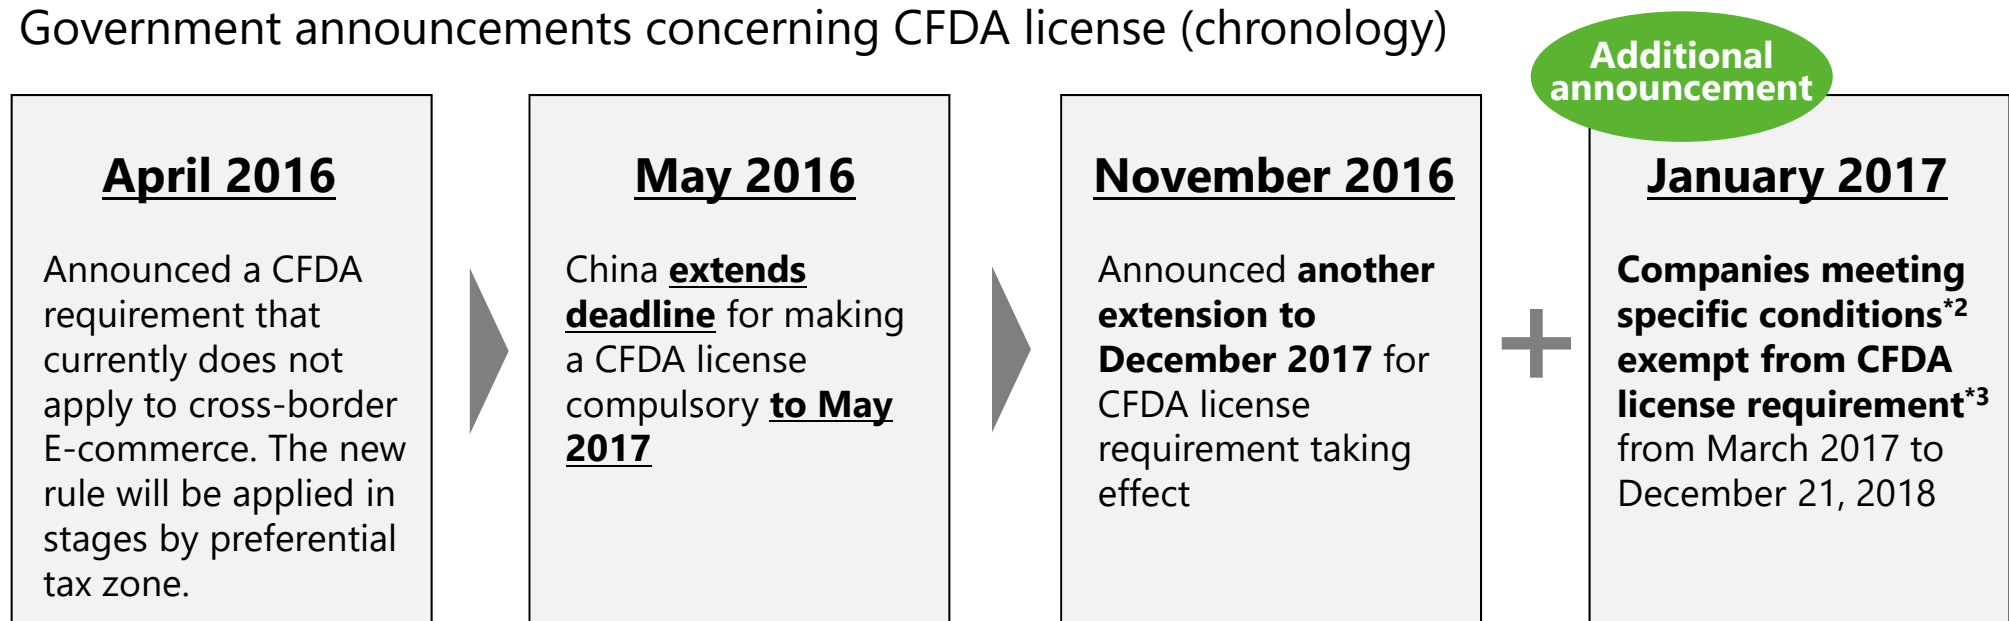 Government announcements concerning CFDA license (chronology)
Additional
announcement
April 2016
Announced a CFDA
requirement that
currently does not
apply to cross-border
E-commerce. The new
rule will be applied in
stages by preferential
tax zone.
May 2016
China extends
deadline for making
a CFDA license
compulsory to May
2017
November 2016
Announced another
extension to
December 2017 for
CFDA license
requirement taking
effect
January 2017
Companies meeting
specific conditions*2
exempt from CFDA
license requirement*3
from March 2017 to
December 21, 2018